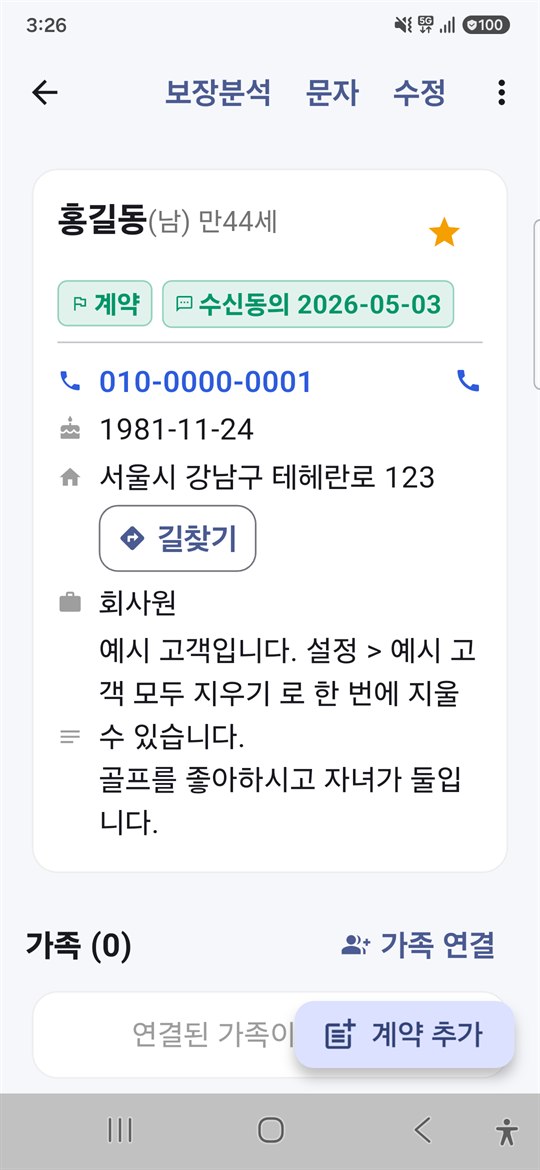 3:26
5G
100
보장분석 문자 수정
홍길동(남) 만44세
계약 수신동의 2026-05-03
010-0000-0001
1981-11-24
서울시 강남구 테헤란로 123
길찾기
회사원
예시 고객입니다. 설정 > 예시 고
객 모두 지우기 로 한 번에 지울
수 있습니다.
골프를 좋아하시고 자녀가 둘입
니다.
가족 (0) 가족 연결
연결된 가족이
계약 추가